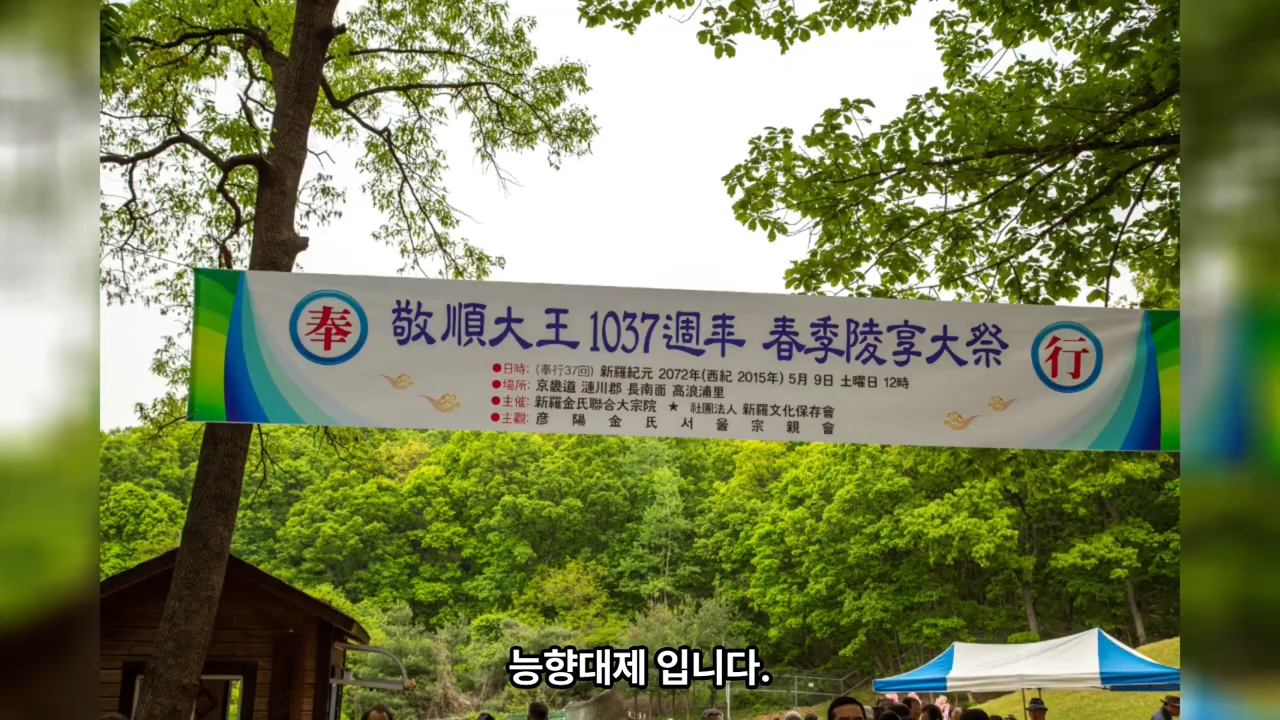 奉 敬順大王 1037週年 春季陵享大祭 行
●日時: (奉行37回) 新羅紀元 2072年(西紀 2015年) 5月 9日 土曜日 12時
●場所: 京畿道 漣川郡 長南面 高浪浦里
●主催: 新羅金氏聯合大宗院 ★ 社團法人 新羅文化保存會
●主觀: 彦陽金氏서울宗親會
능향대제 입니다.